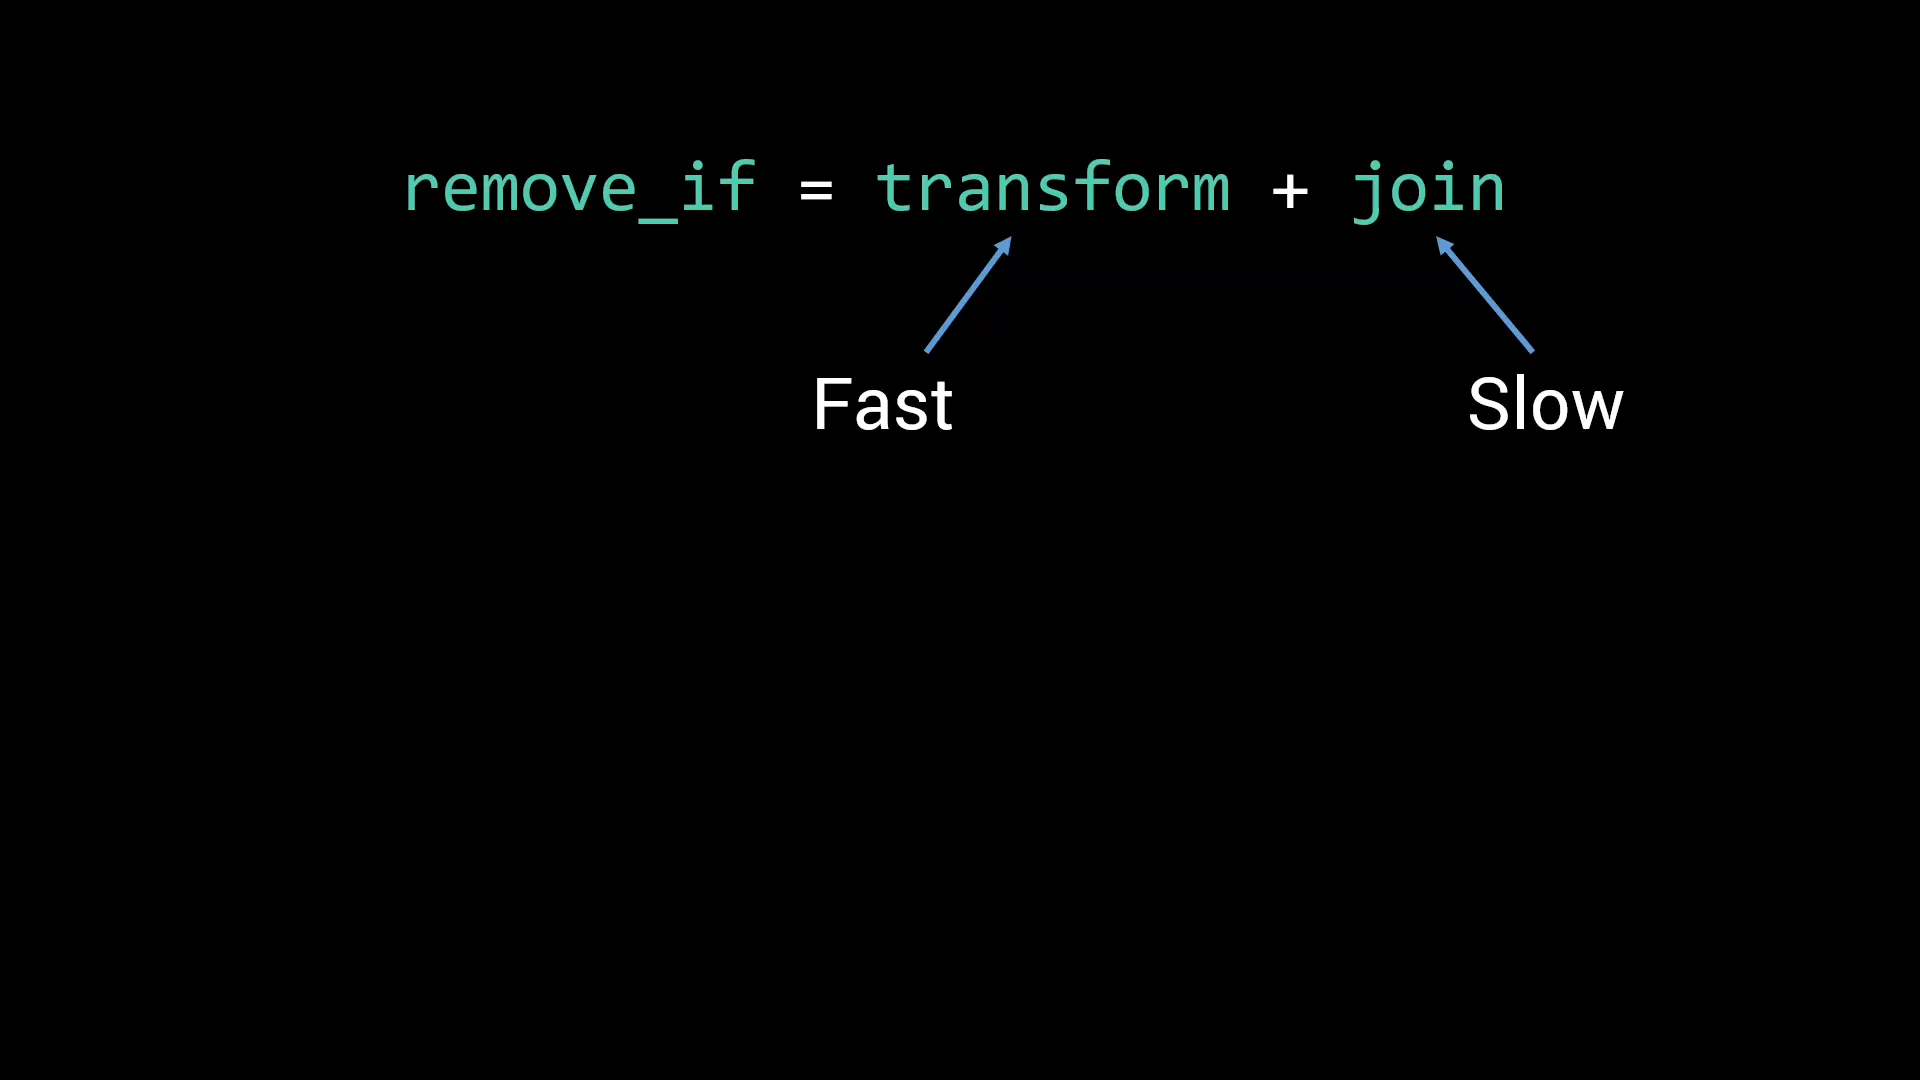 remove_if = transform + join
Fast Slow